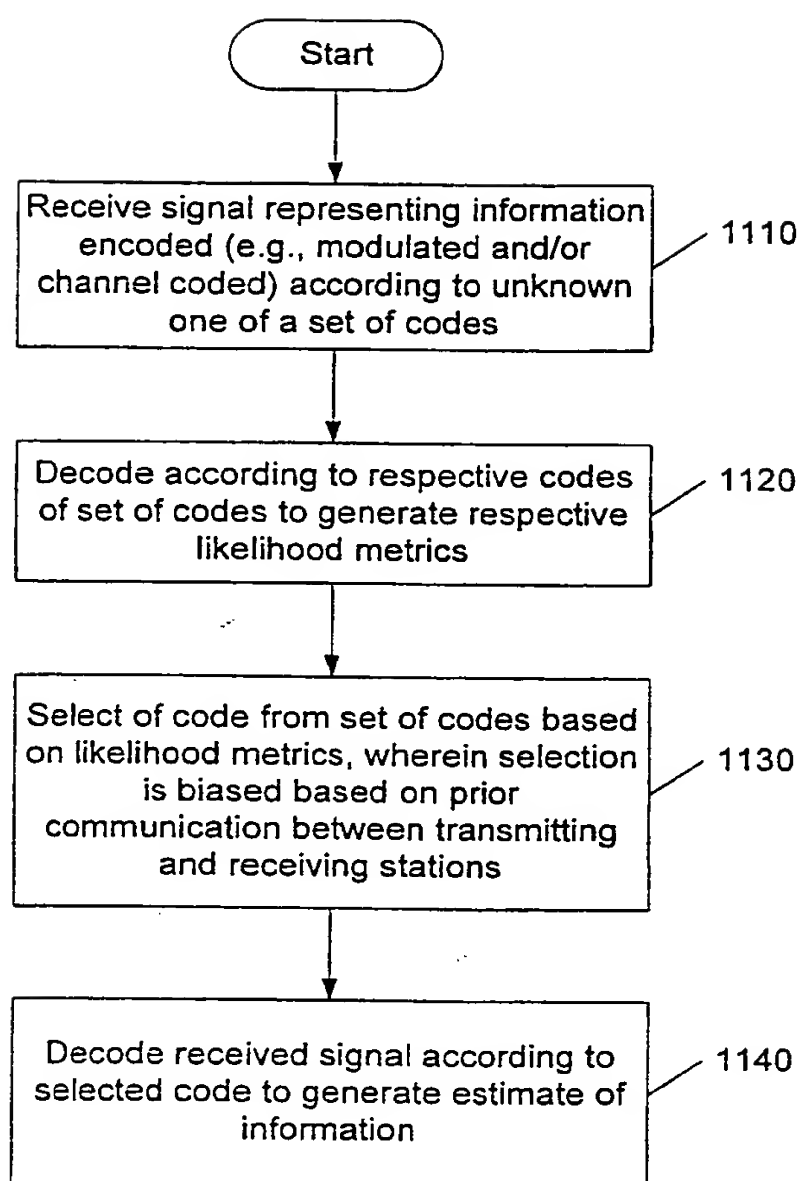 Start
Receive signal representing information
encoded (e.g., modulated and/or
channel coded) according to unknown
one of a set of codes
1110
Decode according to respective codes
of set of codes to generate respective
likelihood metrics
1120
Select of code from set of codes based
on likelihood metrics, wherein selection
is biased based on prior
communication between transmitting
and receiving stations
1130
Decode received signal according to
selected code to generate estimate of
information
1140